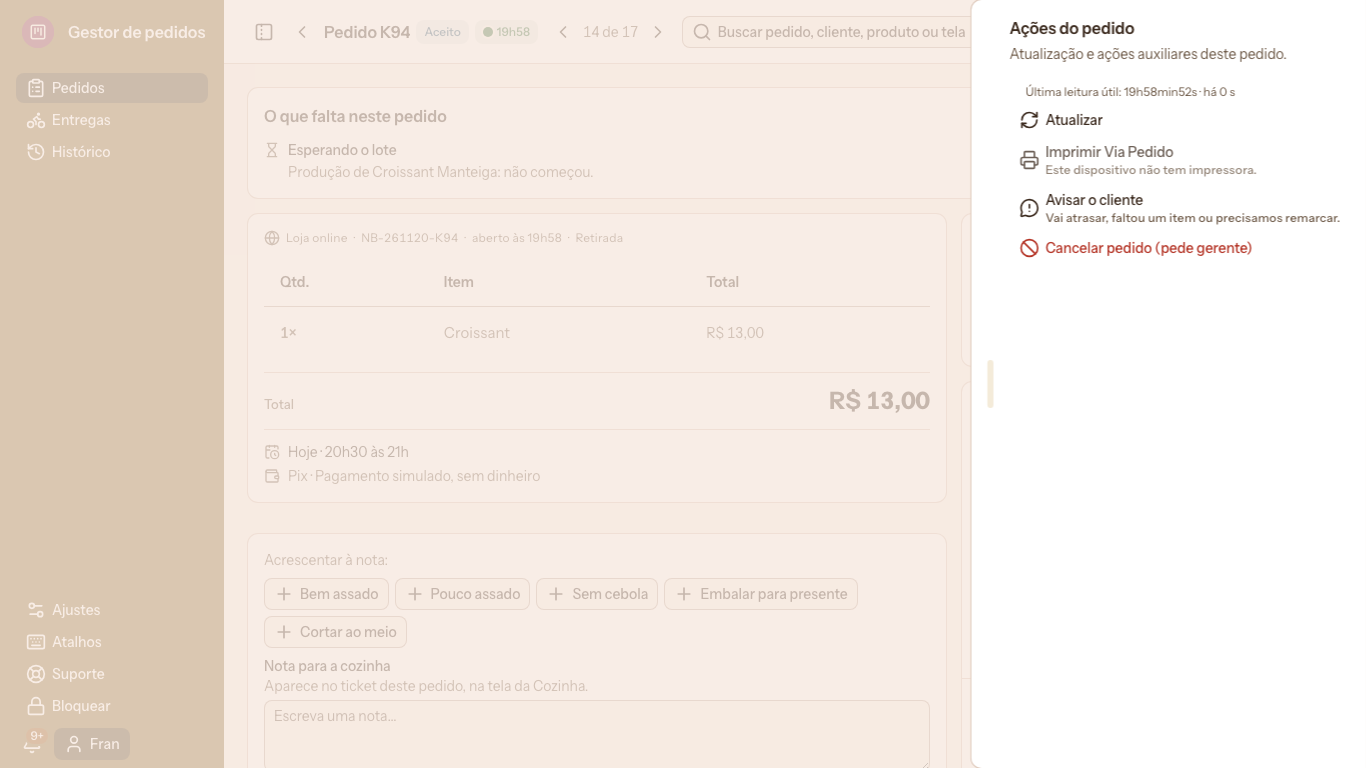 Gestor de pedidos
Pedidos
Entregas
Histórico
Ajustes
Atalhos
Suporte
Bloquear
9+
Fran
Pedido K94
Aceito
19h58
14 de 17
Buscar pedido, cliente, produto ou tela
O que falta neste pedido
Esperando o lote
Produção de Croissant Manteiga: não começou.
Loja online · NB-261120-K94 · aberto às 19h58 · Retirada
Qtd. Item Total
1× Croissant R$ 13,00
Total R$ 13,00
Hoje · 20h30 às 21h
Pix · Pagamento simulado, sem dinheiro
Acrescentar à nota:
Bem assado
Pouco assado
Sem cebola
Embalar para presente
Cortar ao meio
Nota para a cozinha
Aparece no ticket deste pedido, na tela da Cozinha.
Escreva uma nota...
Ações do pedido
Atualização e ações auxiliares deste pedido.
Última leitura útil: 19h58min52s · há 0 s
Atualizar
Imprimir Via Pedido
Este dispositivo não tem impressora.
Avisar o cliente
Vai atrasar, faltou um item ou precisamos remarcar.
Cancelar pedido (pede gerente)